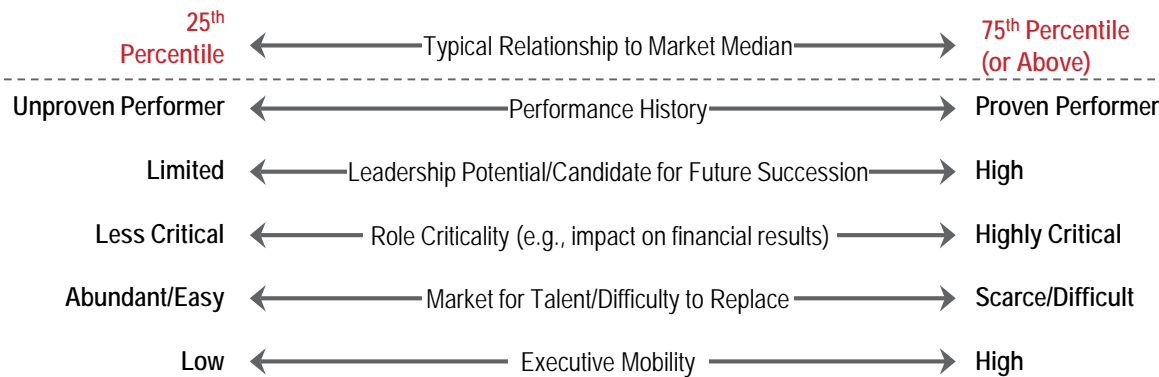 25th
Percentile
Typical Relationship to Market Median
75th Percentile
(or Above)
Unproven Performer Performance History Proven Performer
Limited Leadership Potential/Candidate for Future Succession High
Less Critical Role Criticality (e.g., impact on financial results) Highly Critical
Abundant/Easy Market for Talent/Difficulty to Replace Scarce/Difficult
Low Executive Mobility High